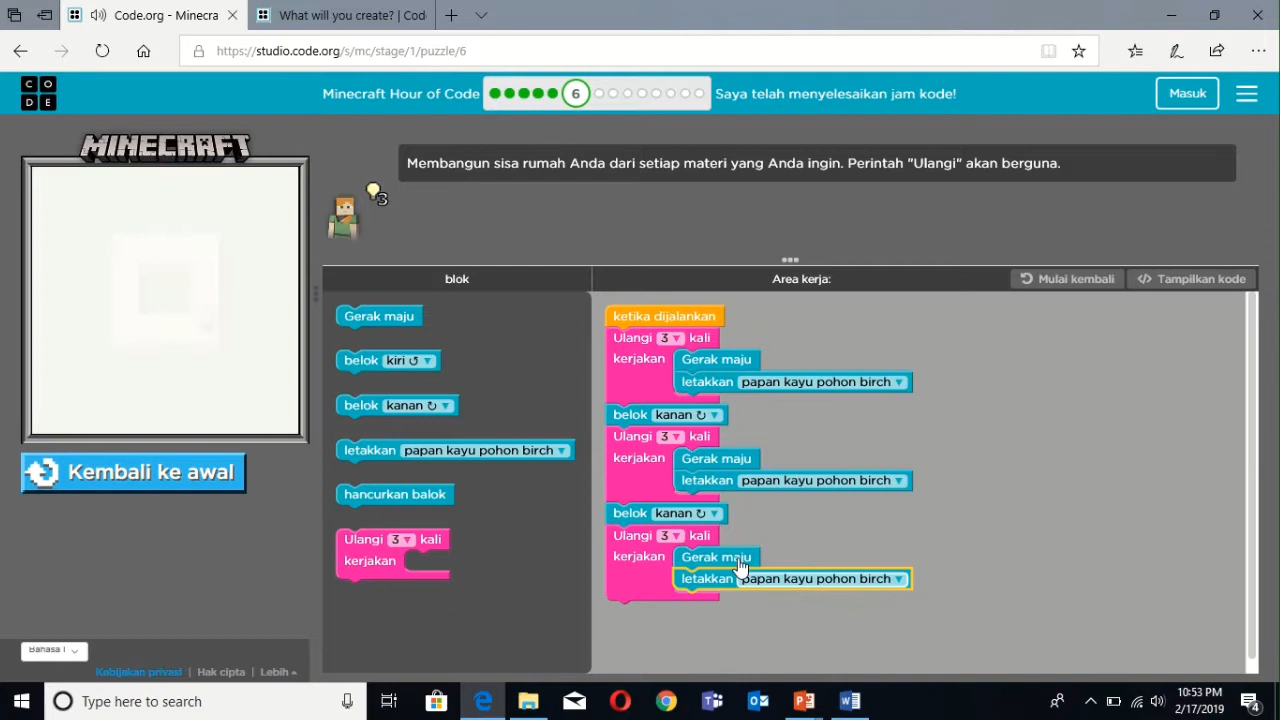 Code.org - Minecra
What will you create? | Cod
https://studio.code.org/s/mc/stage/1/puzzle/6
C O
D E
Minecraft Hour of Code
6
Saya telah menyelesaikan jam kode!
Masuk
MINECRAFT
Membangun sisa rumah Anda dari setiap materi yang Anda ingin. Perintah "Ulangi" akan berguna.
3
blok
Area kerja:
Mulai kembali
Tampilkan kode
Gerak maju
belok kiri
belok kanan
letakkan papan kayu pohon birch
hancurkan balok
Ulangi 3 kali
kerjakan
ketika dijalankan
Ulangi 3 kali
kerjakan Gerak maju
letakkan papan kayu pohon birch
belok kanan
Ulangi 3 kali
kerjakan Gerak maju
letakkan papan kayu pohon birch
belok kanan
Ulangi 3 kali
kerjakan Gerak maju
letakkan papan kayu pohon birch
Kembali ke awal
Bahasa I
Kebijakan privasi | Hak cipta | Lebih
Type here to search
10:53 PM
2/17/2019
4